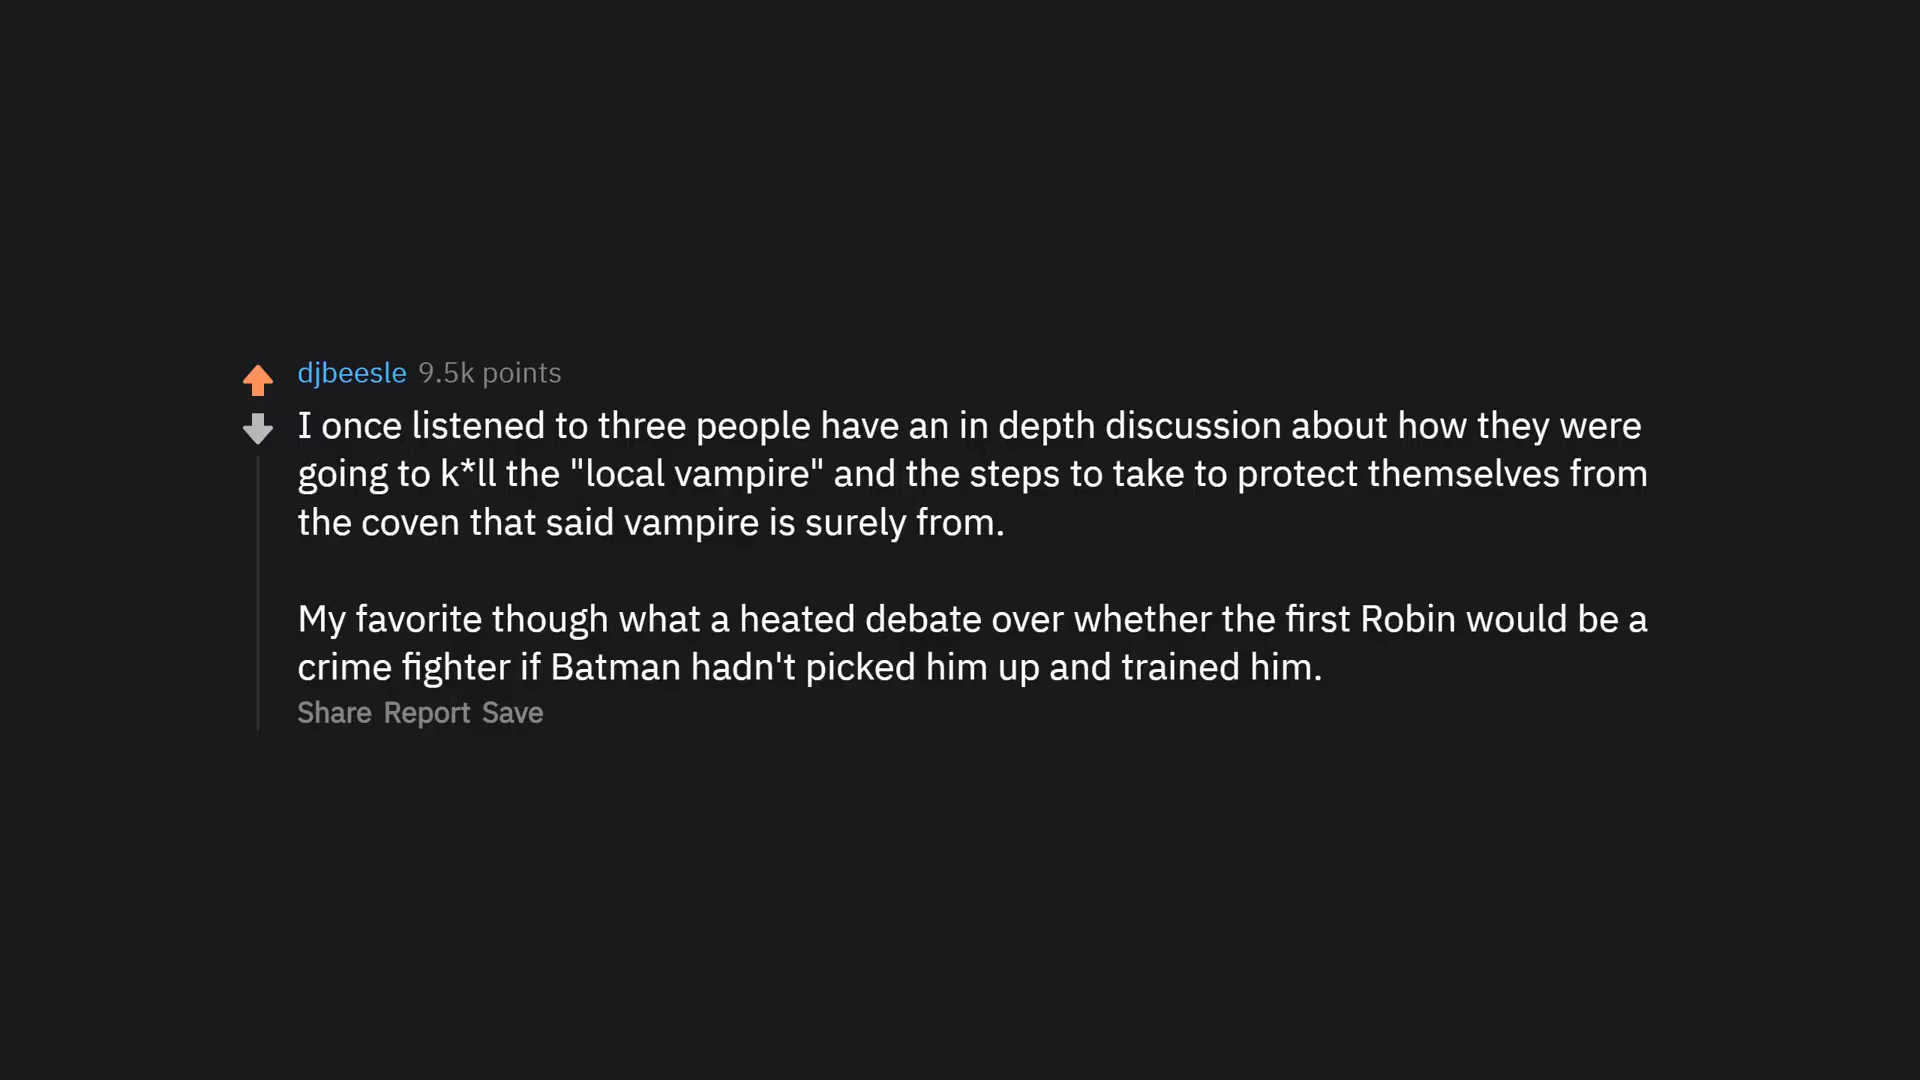 djbeesle 9.5k points
I once listened to three people have an in depth discussion about how they were
going to k*ll the "local vampire" and the steps to take to protect themselves from
the coven that said vampire is surely from.
My favorite though what a heated debate over whether the first Robin would be a
crime fighter if Batman hadn't picked him up and trained him.
Share Report Save